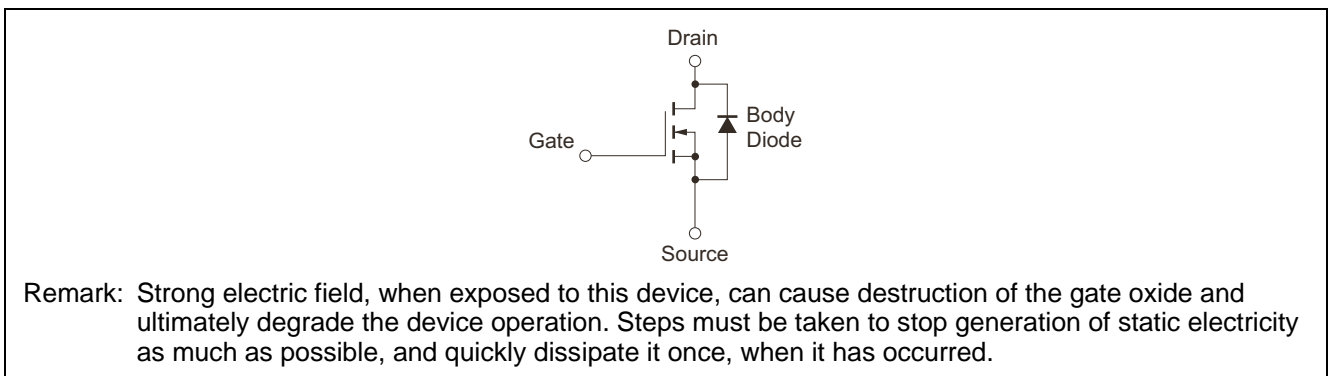 Drain
Body
Diode
Gate
Source
Remark: Strong electric field, when exposed to this device, can cause destruction of the gate oxide and
ultimately degrade the device operation. Steps must be taken to stop generation of static electricity
as much as possible, and quickly dissipate it once, when it has occurred.